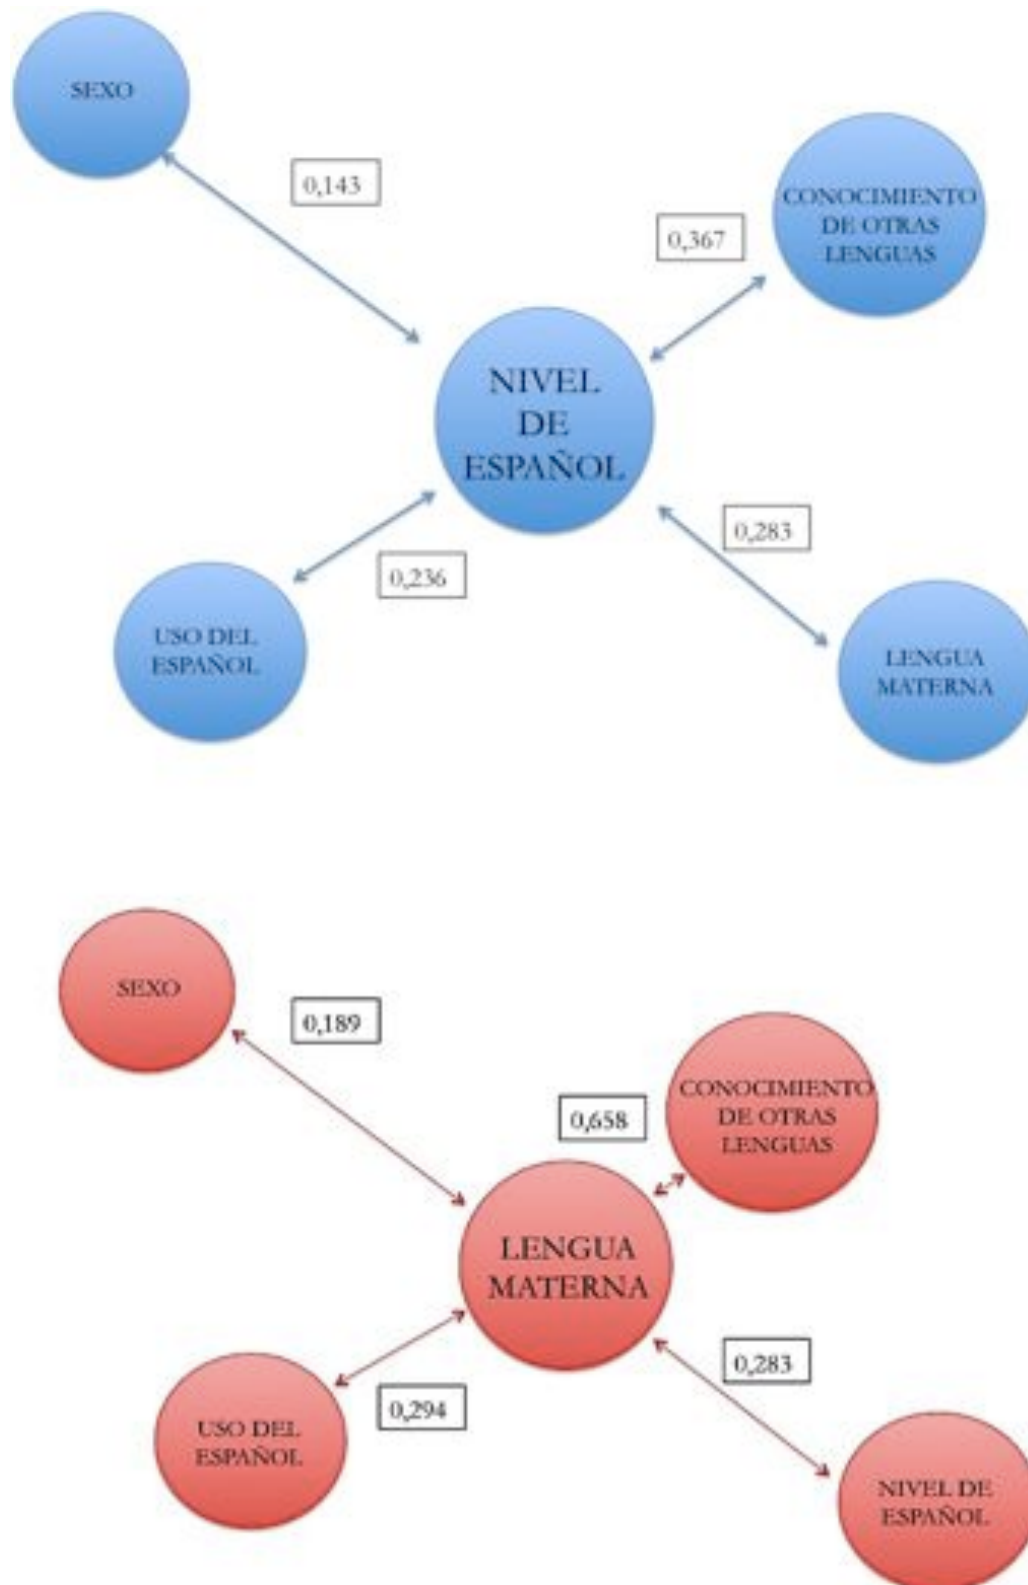 SEXO
0,143
CONOCIMIENTO
DE OTRAS
LENGUAS
0,367
NIVEL
DE
ESPAÑOL
0,283
0,236
USO DEL
ESPAÑOL
LENGUA
MATERNA
SEXO
0,189
CONOCIMIENTO
DE OTRAS
LENGUAS
0,658
LENGUA
MATERNA
0,283
0,294
USO DEL
ESPAÑOL
NIVEL DE
ESPAÑOL